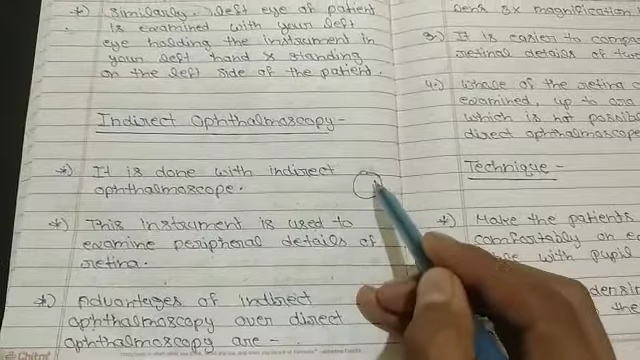 *) Similarly, left eye of patient
is examined with your left
eye holding the instrument in
your left hand & standing
on the left side of the patient.
Indirect Ophthalmoscopy-
*) It is done with indirect
ophthalmoscope.
*) This instrument is used to
examine peripheral details of
retina.
*) Advantages of indirect
ophthalmoscopy over direct
ophthalmoscopy are -
Chitra
5x magnification
3.) It is easier to
retinal details of
4.) Whole of the retina
examined, up to
which is not
direct
Technique -
*) Make the patients
comfortably on
with pupil